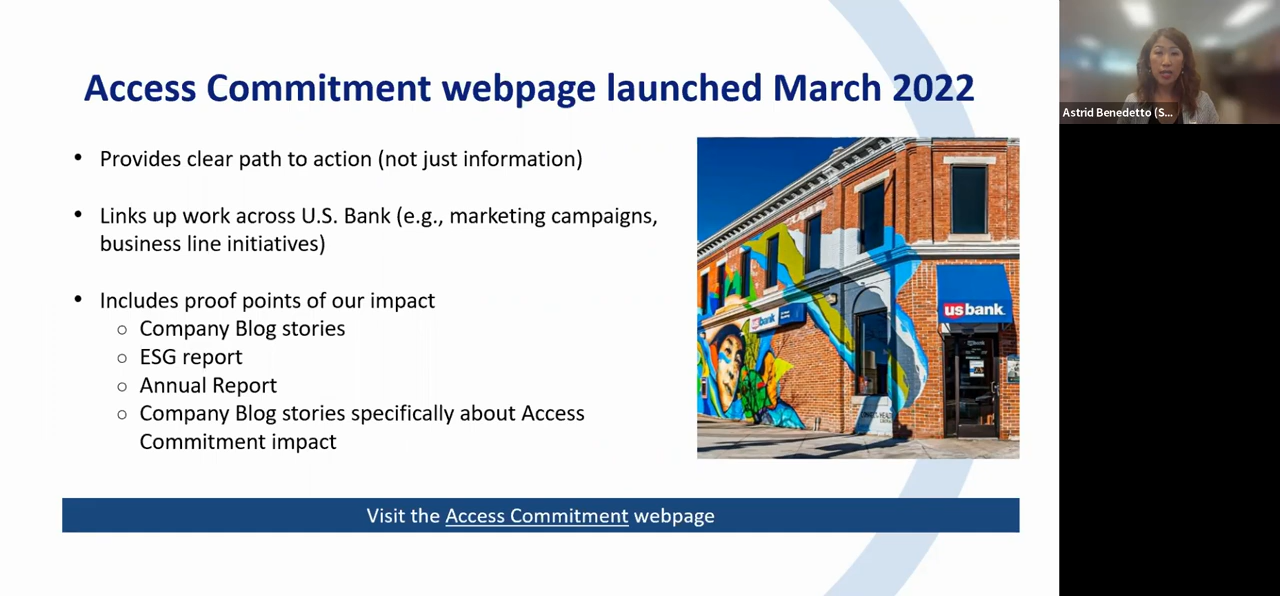 Access Commitment webpage launched March 2022
• Provides clear path to action (not just information)
• Links up work across U.S. Bank (e.g., marketing campaigns,
business line initiatives)
• Includes proof points of our impact
○ Company Blog stories
○ ESG report
○ Annual Report
○ Company Blog stories specifically about Access
Commitment impact
usbank
bank
Visit the Access Commitment webpage
Astrid Benedetto (S...